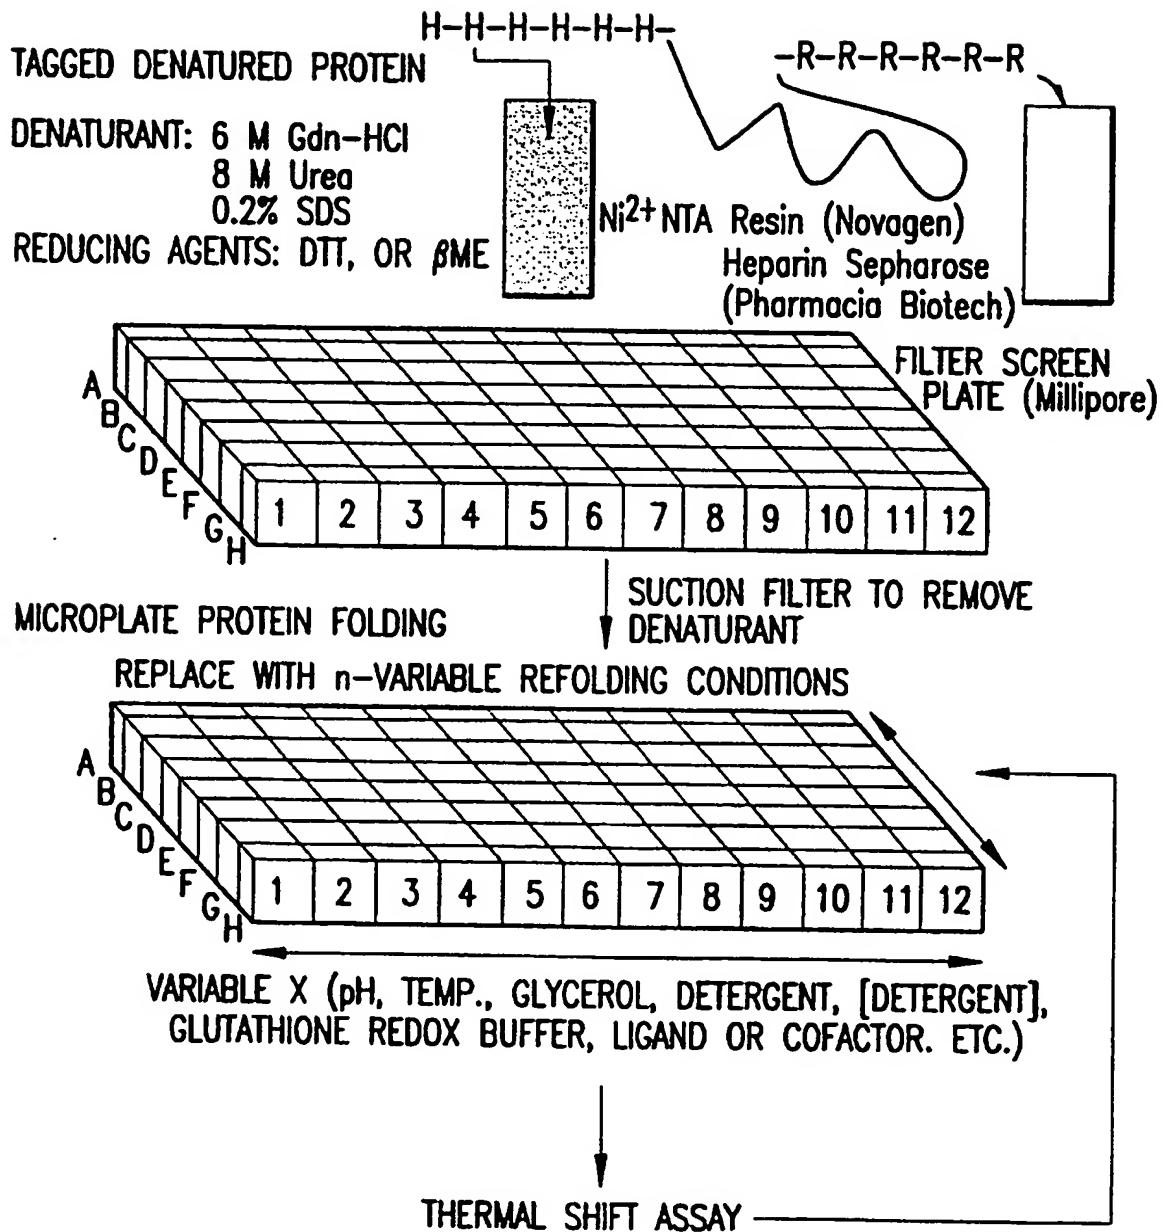 H-H-H-H-H-H-
TAGGED DENATURED PROTEIN
-R-R-R-R-R-R
DENATURANT: 6 M Gdn-HCl
8 M Urea
0.2% SDS
REDUCING AGENTS: DTT, OR βME
Ni2+ NTA Resin (Novagen)
Heparin Sepharose
(Pharmacia Biotech)
FILTER SCREEN
PLATE (Millipore)
A
B
C
D
E
F
G
H
1 2 3 4 5 6 7 8 9 10 11 12
SUCTION FILTER TO REMOVE
DENATURANT
MICROPLATE PROTEIN FOLDING
REPLACE WITH n-VARIABLE REFOLDING CONDITIONS
A
B
C
D
E
F
G
H
1 2 3 4 5 6 7 8 9 10 11 12
VARIABLE X (pH, TEMP., GLYCEROL, DETERGENT, [DETERGENT],
GLUTATHIONE REDOX BUFFER, LIGAND OR COFACTOR. ETC.)
THERMAL SHIFT ASSAY